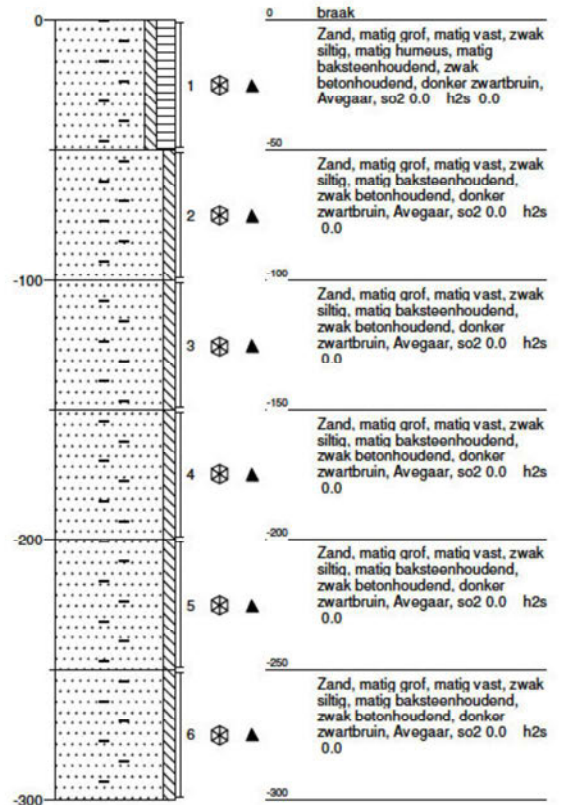 0
0 braak
Zand, matig grof, matig vast, zwak
siltig, matig humeus, matig
baksteenhoudend, zwak
betonhoudend, donker zwartbruin,
Avegaar, so2 0.0 h2s 0.0
1
-50
Zand, matig grof, matig vast, zwak
siltig, matig baksteenhoudend,
zwak betonhoudend, donker
zwartbruin, Avegaar, so2 0.0 h2s
0.0
2
-100
-100
Zand, matig grof, matig vast, zwak
siltig, matig baksteenhoudend,
zwak betonhoudend, donker
zwartbruin, Avegaar, so2 0.0 h2s
0.0
3
-150
Zand, matig grof, matig vast, zwak
siltig, matig baksteenhoudend,
zwak betonhoudend, donker
zwartbruin, Avegaar, so2 0.0 h2s
0.0
4
-200
-200
Zand, matig grof, matig vast, zwak
siltig, matig baksteenhoudend,
zwak betonhoudend, donker
zwartbruin, Avegaar, so2 0.0 h2s
0.0
5
-250
Zand, matig grof, matig vast, zwak
siltig, matig baksteenhoudend,
zwak betonhoudend, donker
zwartbruin, Avegaar, so2 0.0 h2s
0.0
6
-300
-300